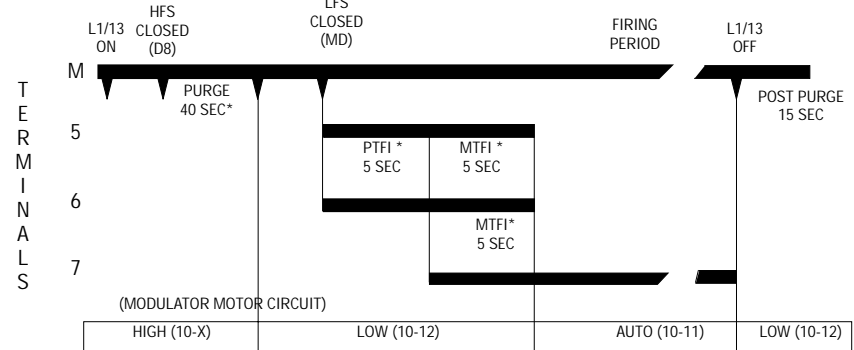 HFS
CLOSED
(D8)
L1/13
ON
LFS
CLOSED
(MD)
FIRING
PERIOD
L1/13
OFF
TERMINALS
M
PURGE
40 SEC*
POST PURGE
15 SEC
5
PTFI *
5 SEC
MTFI *
5 SEC
6
MTFI*
5 SEC
7
(MODULATOR MOTOR CIRCUIT)
HIGH (10-X)
LOW (10-12)
AUTO (10-11)
LOW (10-12)